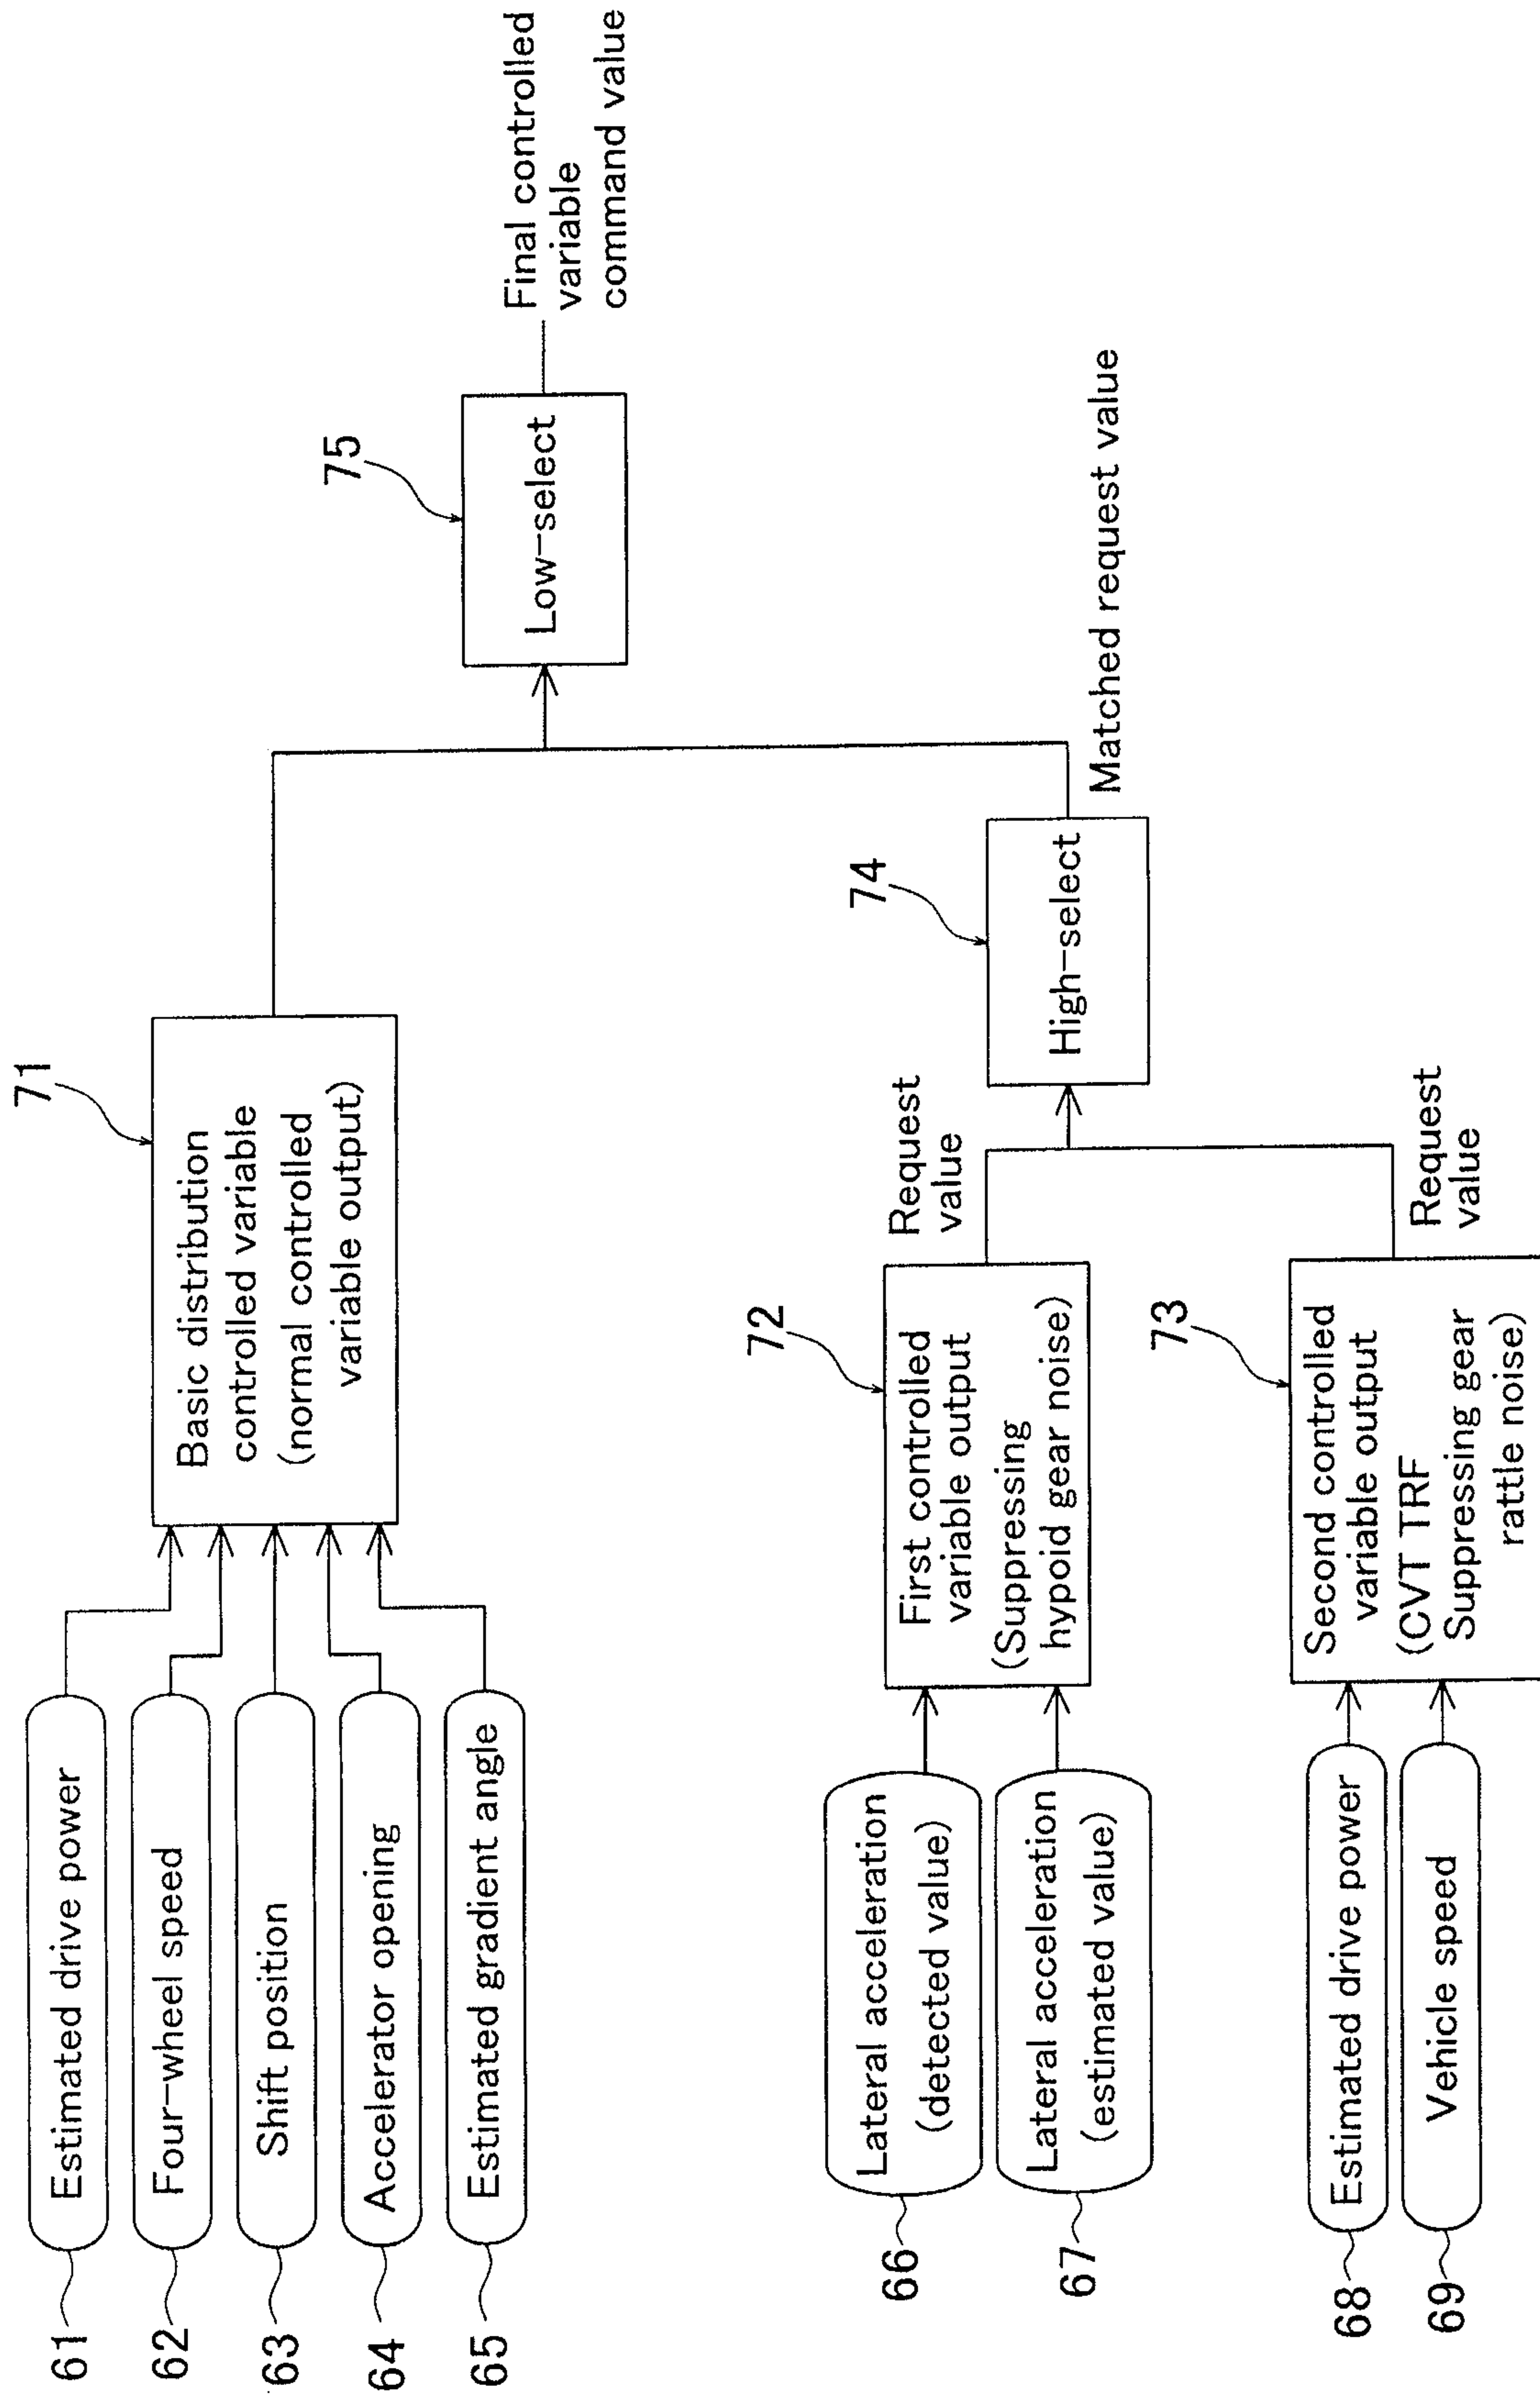 61
Estimated drive power
62
Four-wheel speed
63
Shift position
64
Accelerator opening
65
Estimated gradient angle
71
Basic distribution
controlled variable
(normal controlled
variable output)
66
Lateral acceleration
(detected value)
67
Lateral acceleration
(estimated value)
72
First controlled
variable output
(Suppressing
hypoid gear noise)
Request
value
68
Estimated drive power
69
Vehicle speed
73
Second controlled
variable output
(CVT TRF
Suppressing gear
rattle noise)
Request
value
74
High-select
Matched request value
75
Low-select
Final controlled
variable
command value